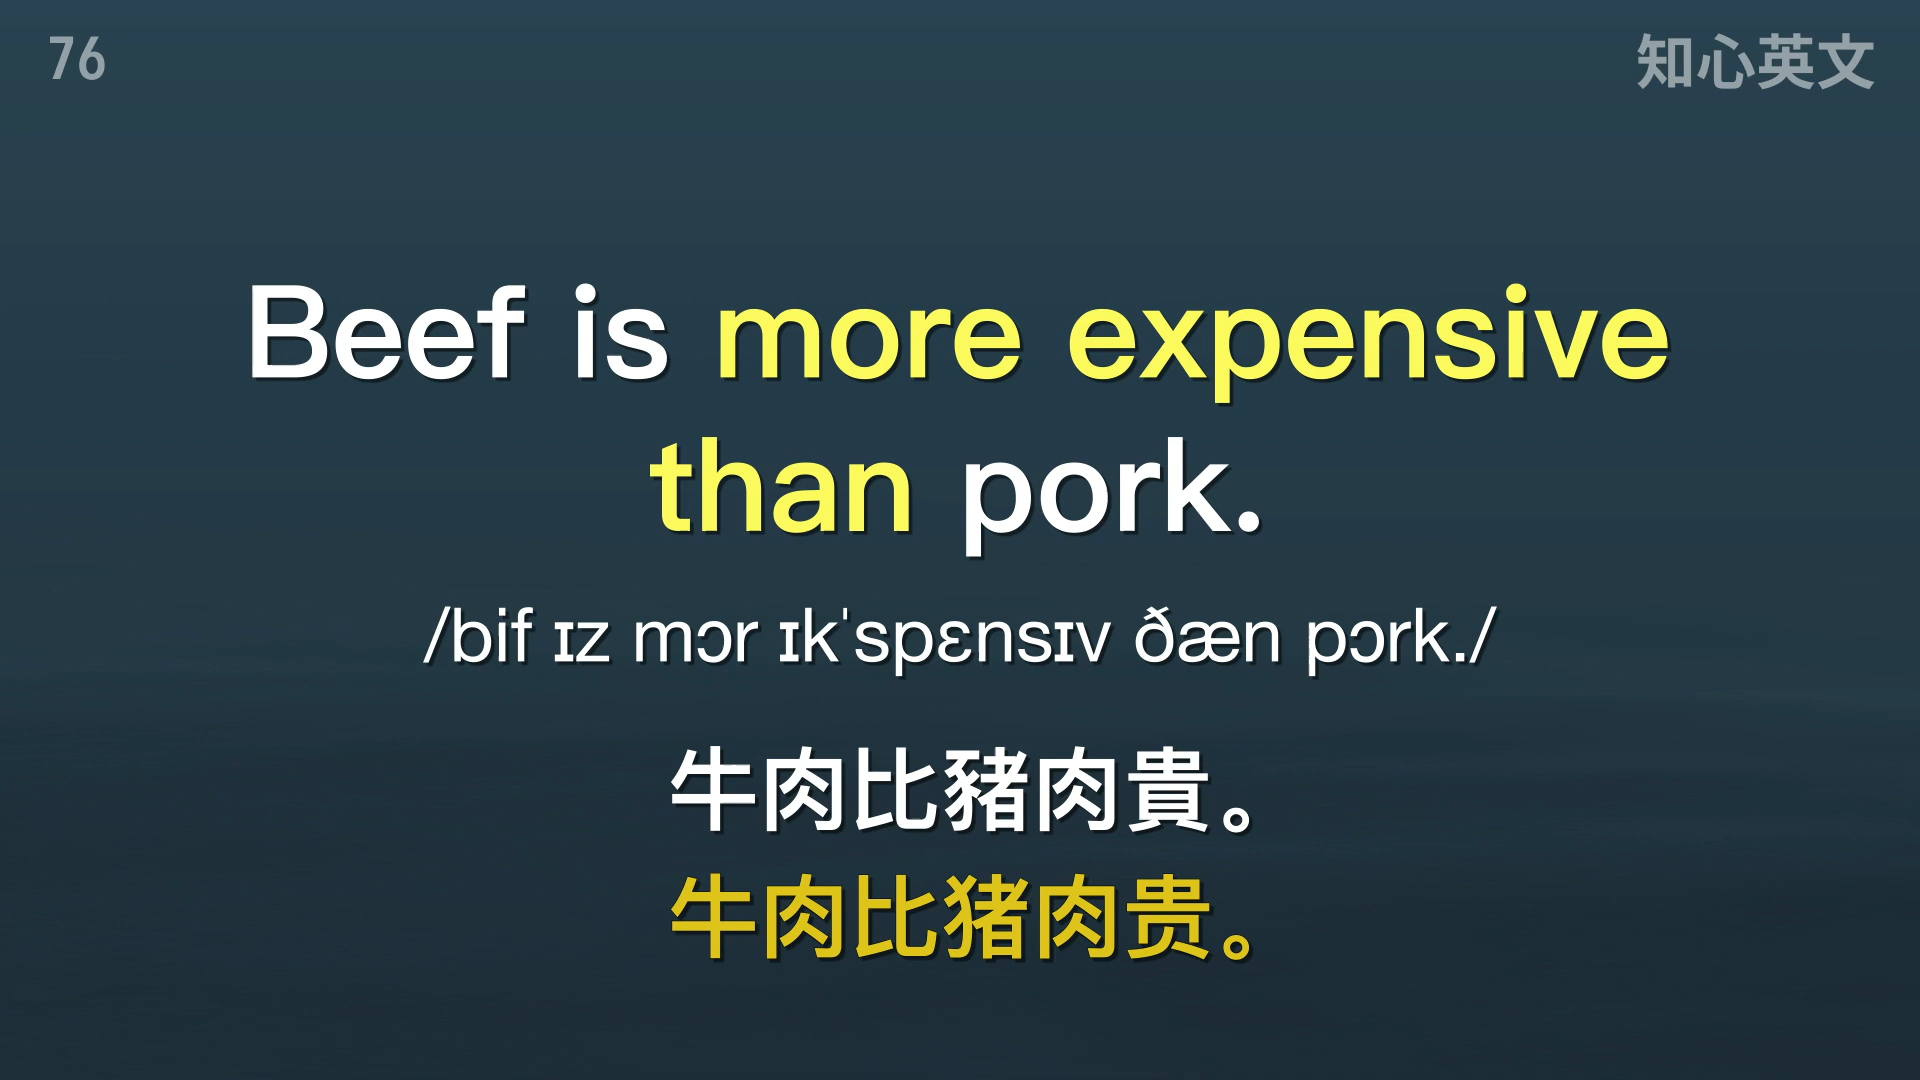 76
知心英文
Beef is more expensive
than pork.
/bif ɪz mɔr ɪkˈspɛnsɪv ðæn pɔrk./
牛肉比豬肉貴。
牛肉比猪肉贵。